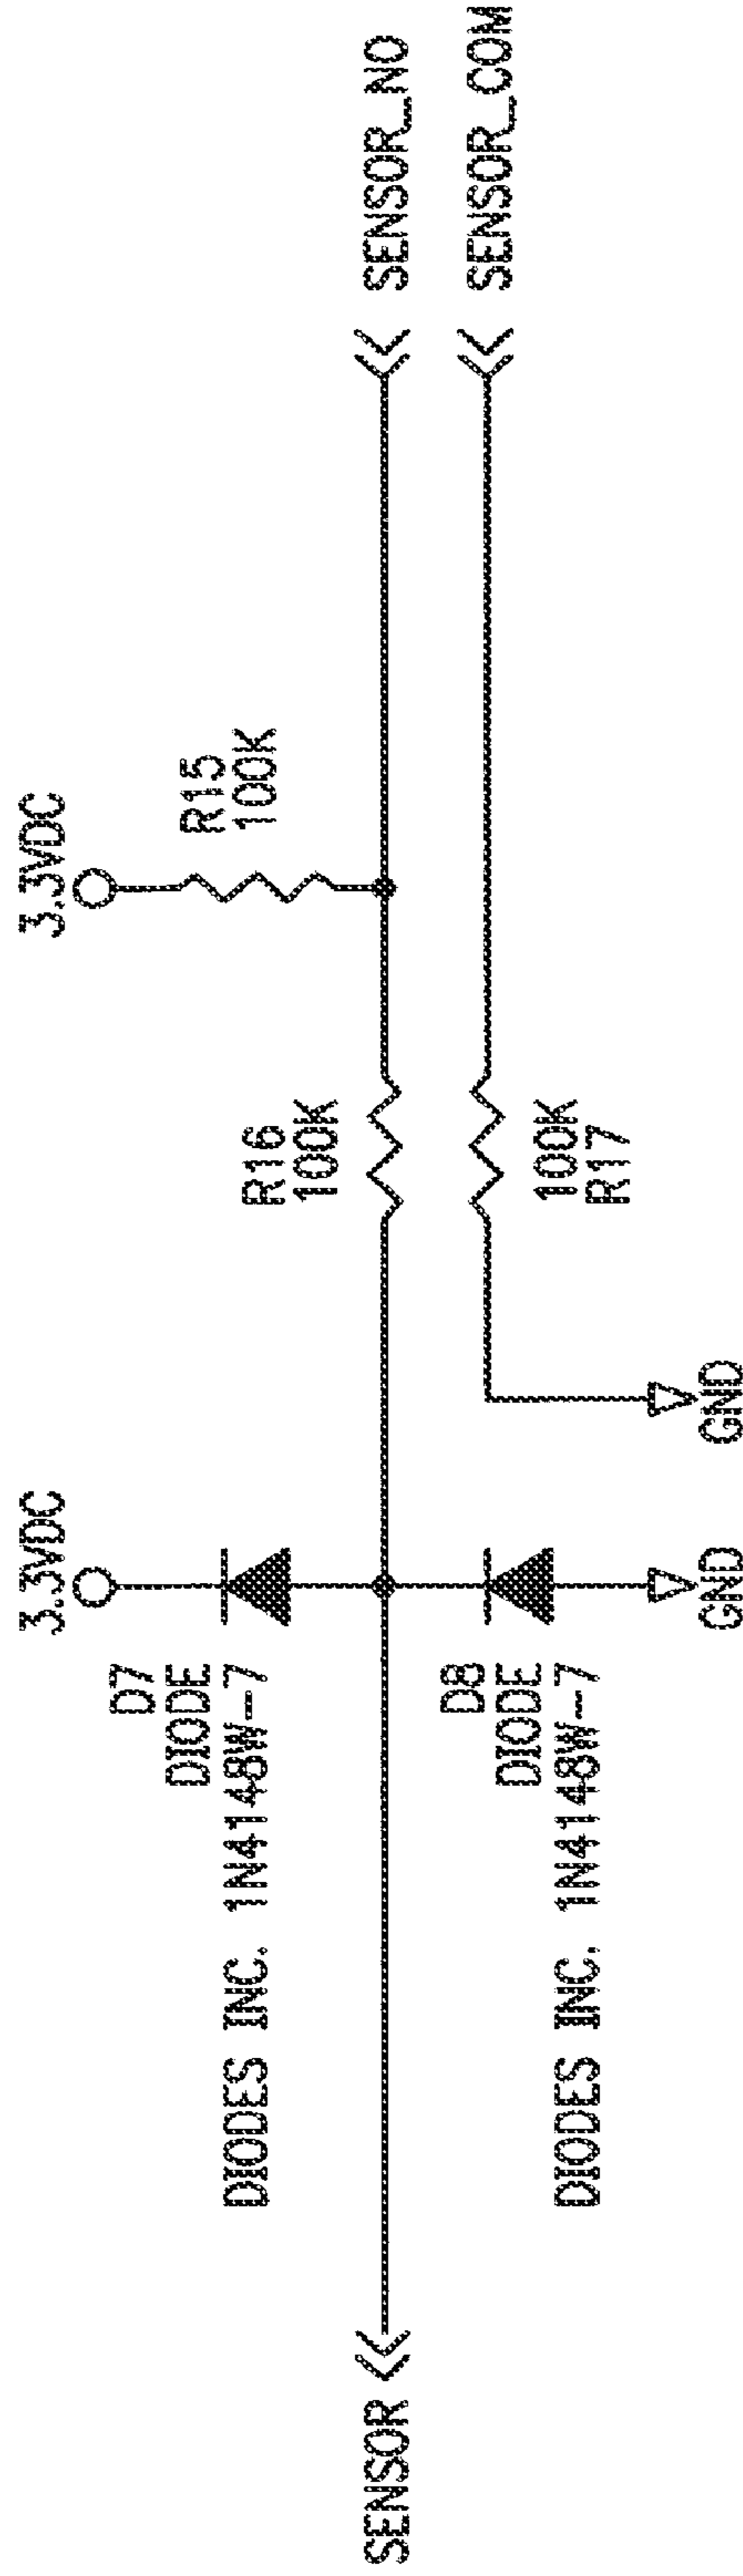 3.3VDC
3.3VDC
D7
DIODE
DIODES INC. 1N4148W-7
R15
100K
R16
100K
SENSOR
SENSOR_NO
SENSOR_COM
D8
DIODE
DIODES INC. 1N4148W-7
100K
R17
GND
GND